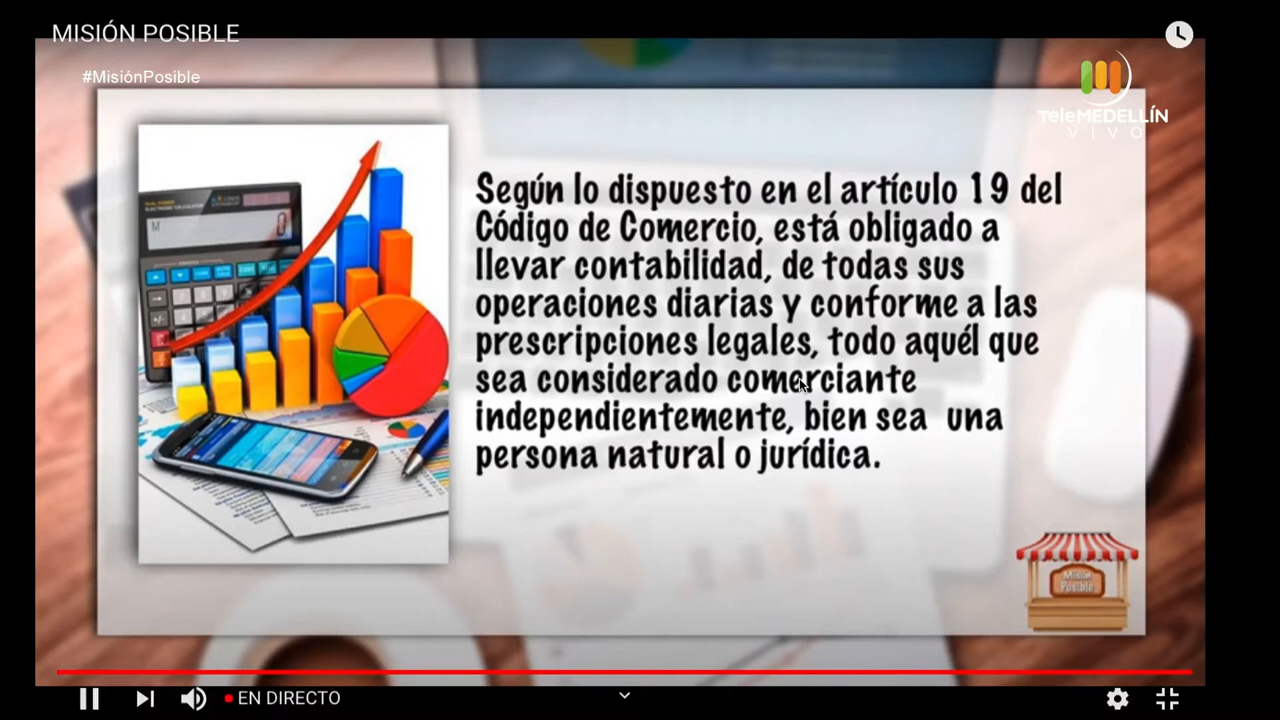 MISIÓN POSIBLE
#MisiónPosible
TeleMEDELLÍN
VIVO
Según lo dispuesto en el artículo 19 del
Código de Comercio, está obligado a
llevar contabilidad, de todas sus
operaciones diarias y conforme a las
prescripciones legales, todo aquél que
sea considerado comerciante
independientemente, bien sea una
persona natural o jurídica.
Misión
Posible
EN DIRECTO